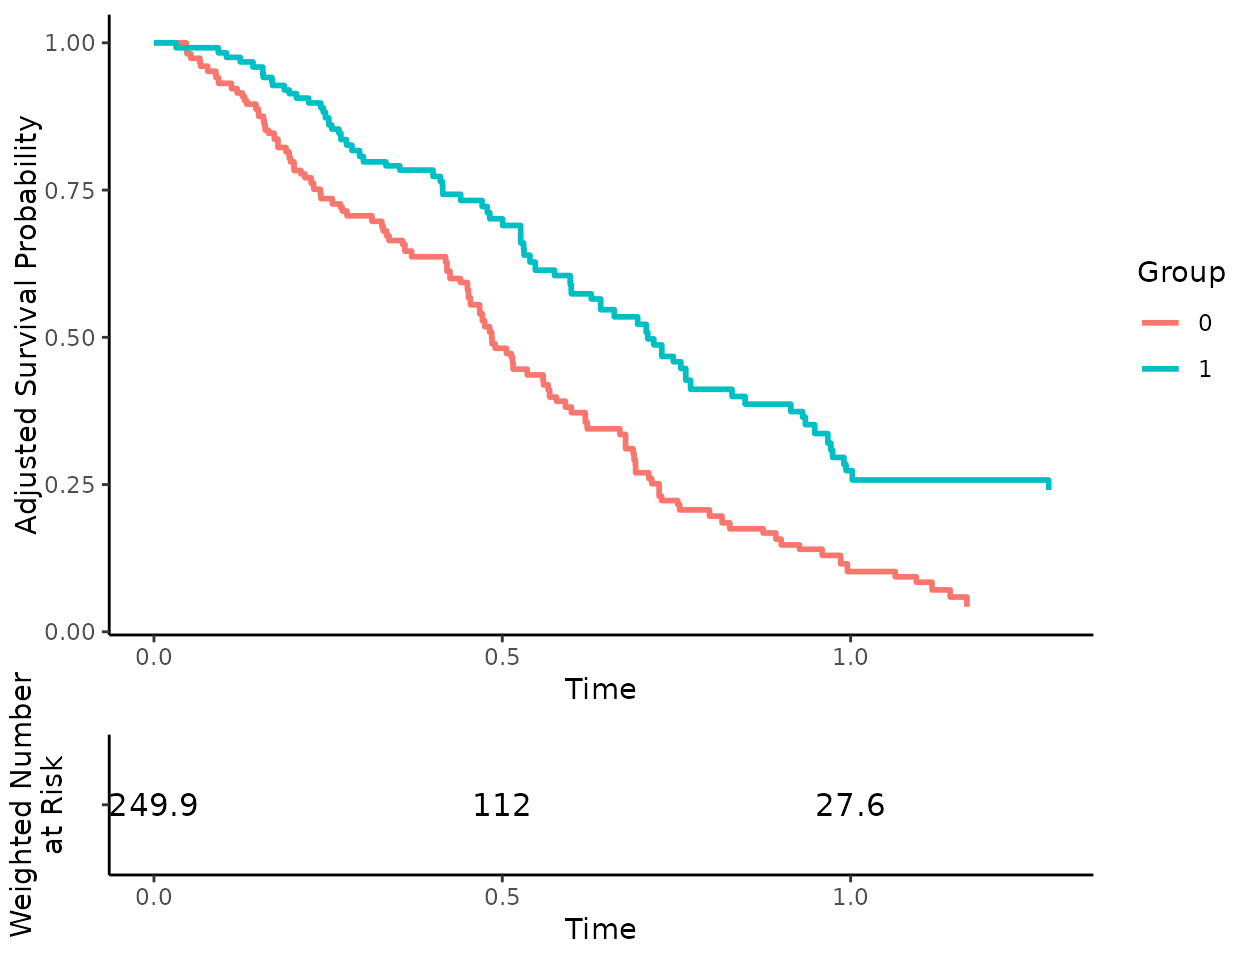 Adjusted Survival Probability
1.00
0.75
0.50
0.25
0.00
0.0 0.5 1.0
Time
Group
0
1
Weighted Number
at Risk
249.9 112 27.6
0.0 0.5 1.0
Time